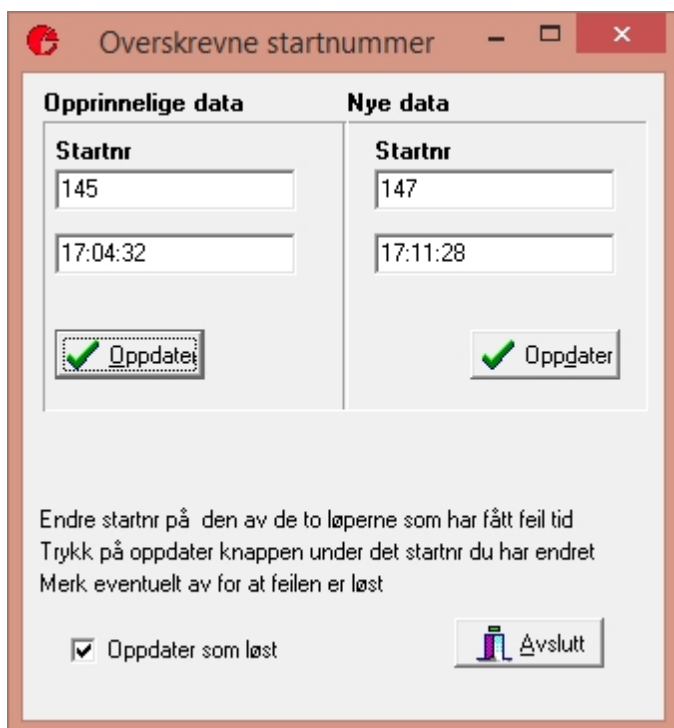 Overskrevne startnummer
Opprinnelige data
Nye data
Startnr
Startnr
145
147
17:04:32
17:11:28
Oppdater
Oppdater
Endre startnr på den av de to løperne som har fått feil tid
Trykk på oppdater knappen under det startnr du har endret
Merk eventuelt av for at feilen er løst
Oppdater som løst
Avslutt